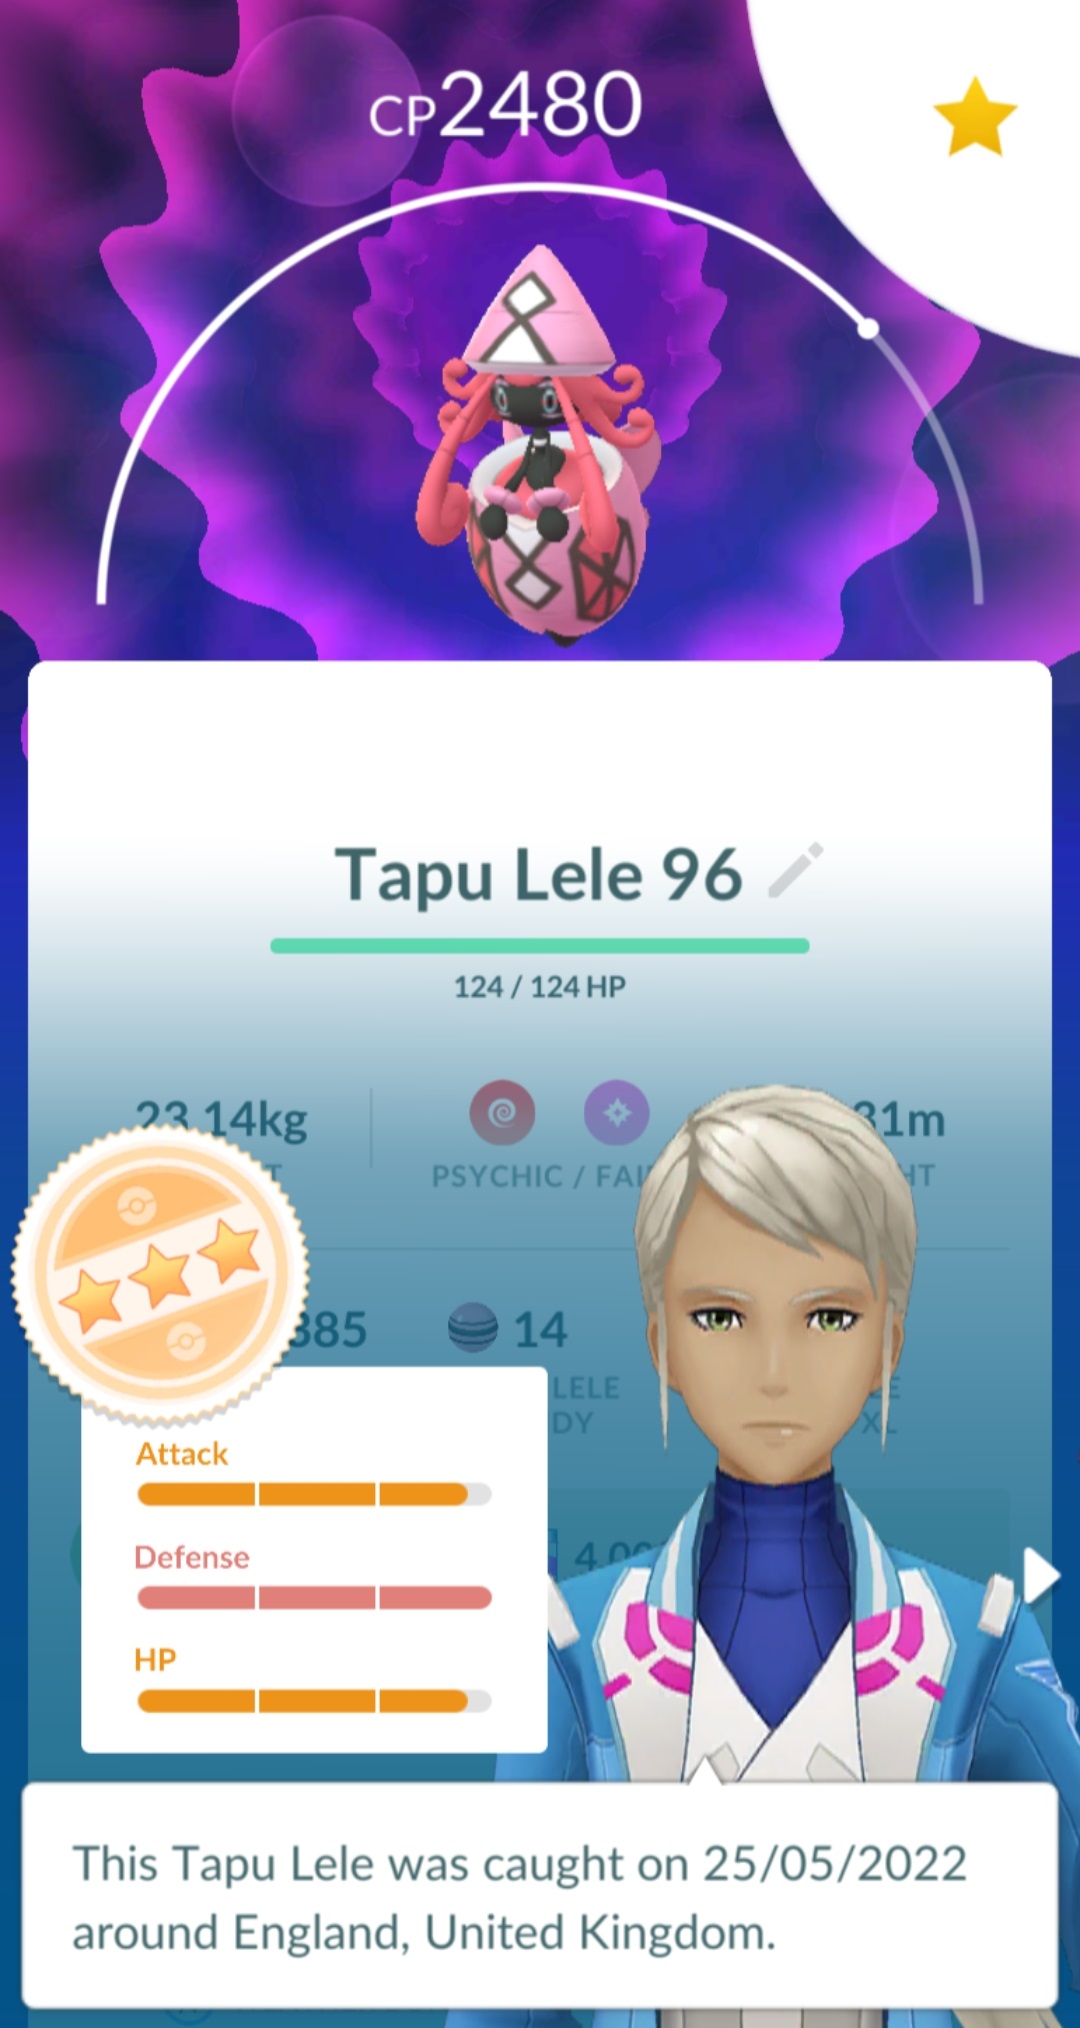 CP2480
Tapu Lele 96
124 / 124 HP
23.14kg
31m
PSYCHIC /
385
14
LELE
Attack
Defense
HP
This Tapu Lele was caught on 25/05/2022
around England, United Kingdom.